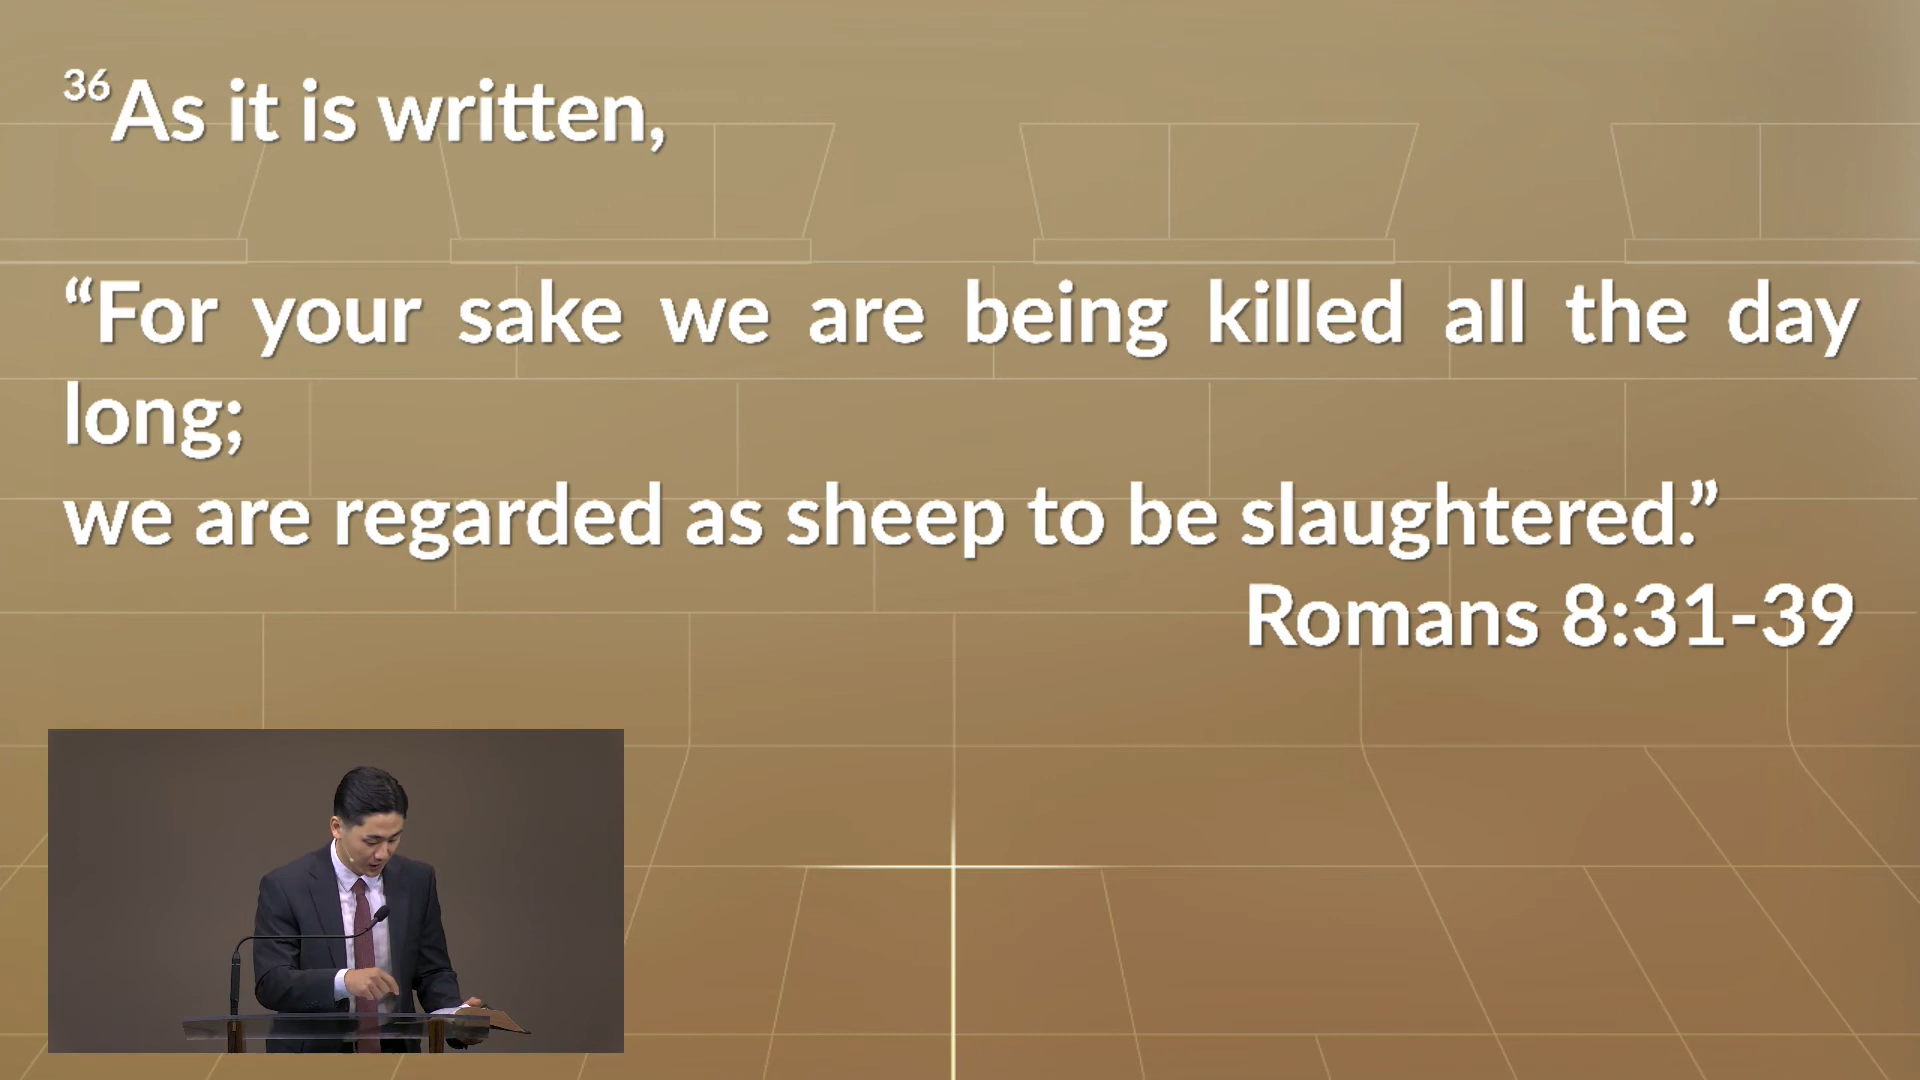 36As it is written,
“For your sake we are being killed all the day
long;
we are regarded as sheep to be slaughtered.”
Romans 8:31-39